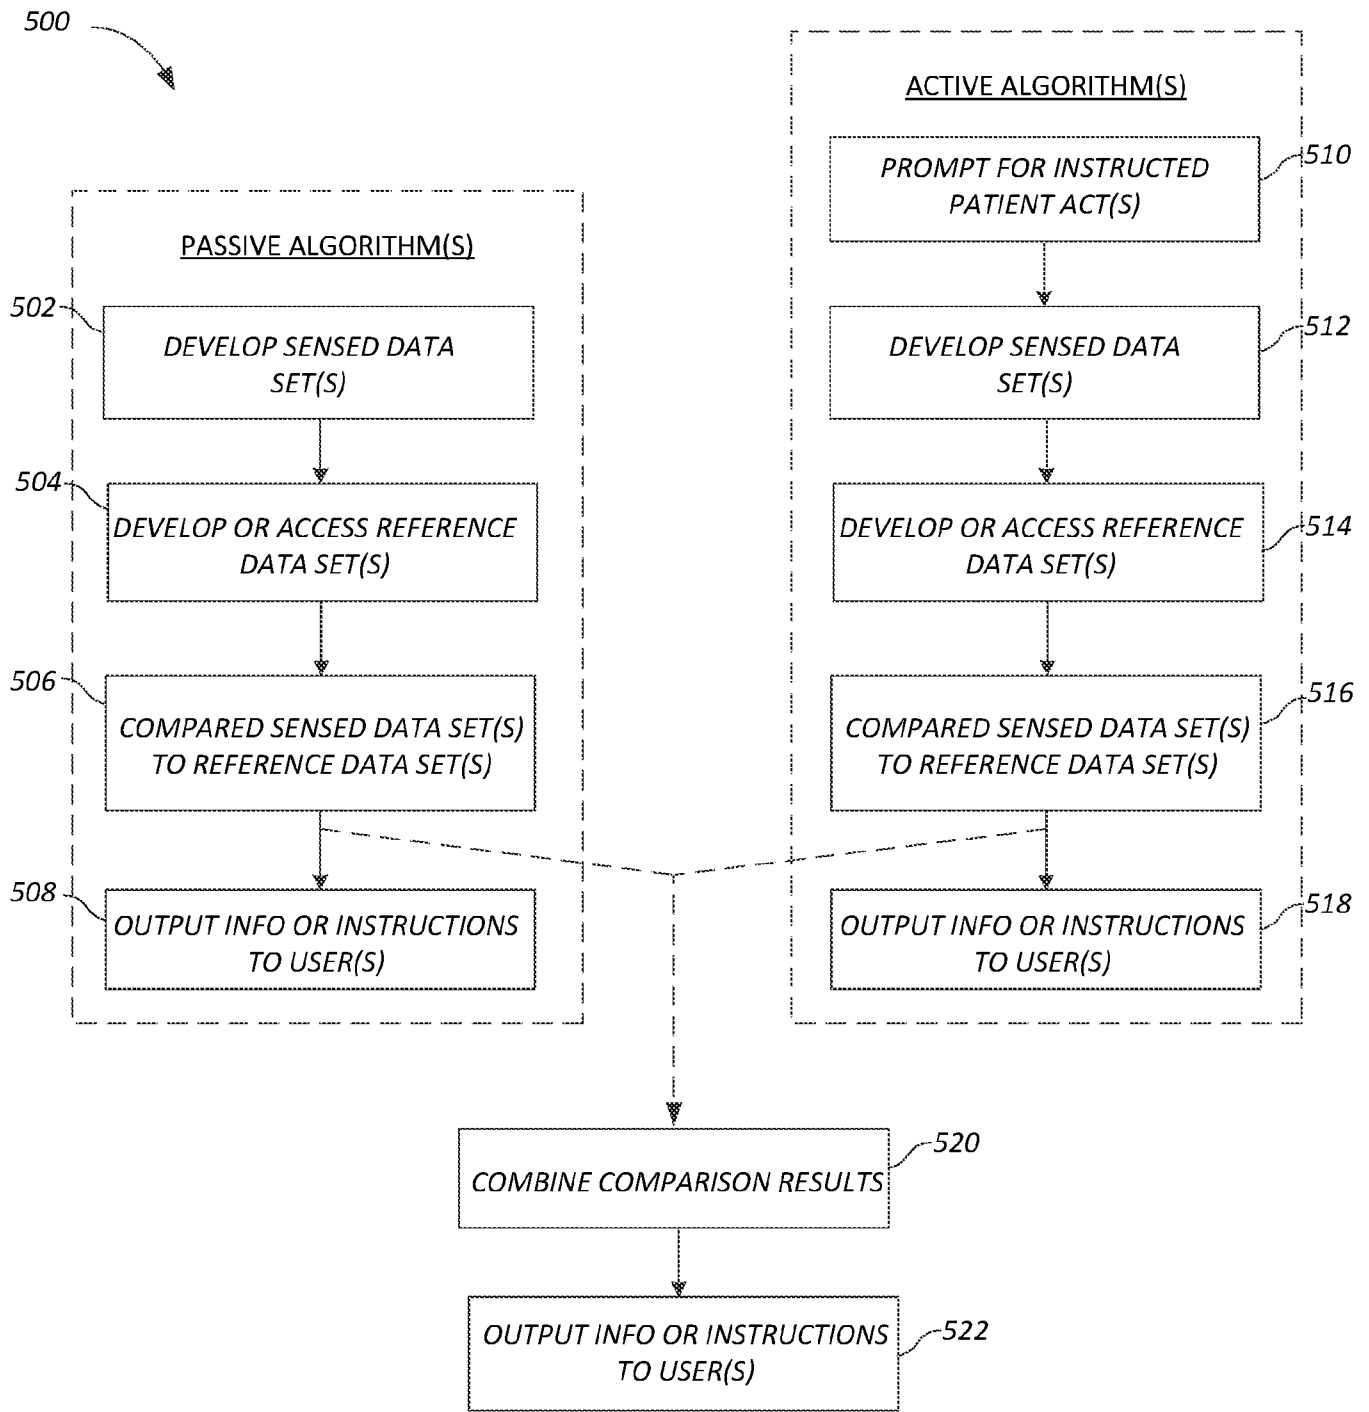 500
PASSIVE ALGORITHM(S)
502
DEVELOP SENSED DATA
SET(S)
504
DEVELOP OR ACCESS REFERENCE
DATA SET(S)
506
COMPARED SENSED DATA SET(S)
TO REFERENCE DATA SET(S)
508
OUTPUT INFO OR INSTRUCTIONS
TO USER(S)
ACTIVE ALGORITHM(S)
510
PROMPT FOR INSTRUCTED
PATIENT ACT(S)
512
DEVELOP SENSED DATA
SET(S)
514
DEVELOP OR ACCESS REFERENCE
DATA SET(S)
516
COMPARED SENSED DATA SET(S)
TO REFERENCE DATA SET(S)
518
OUTPUT INFO OR INSTRUCTIONS
TO USER(S)
520
COMBINE COMPARISON RESULTS
522
OUTPUT INFO OR INSTRUCTIONS
TO USER(S)